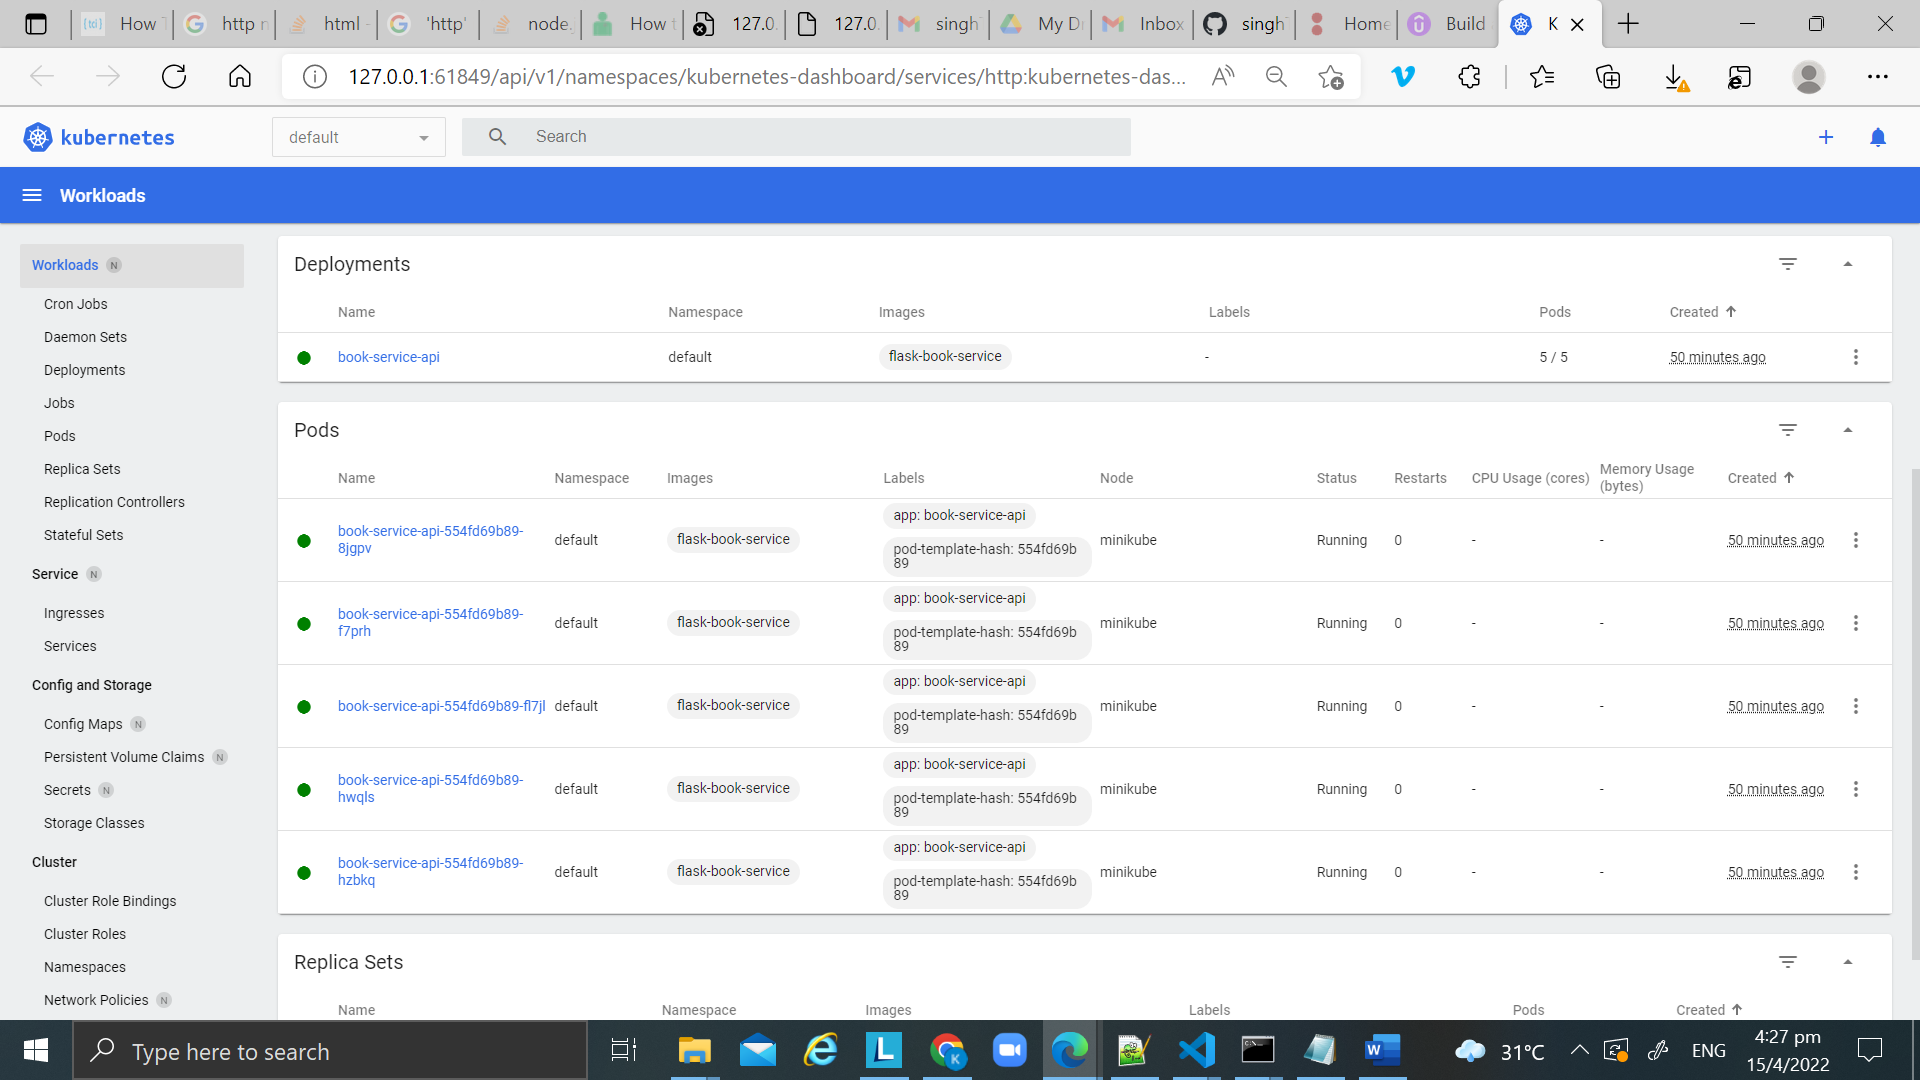 How T
http n
html -
'http'
node.
How t
127.0.
127.0.
singh
My Dr
Inbox
singh
Home
Build
K
127.0.0.1:61849/api/v1/namespaces/kubernetes-dashboard/services/http:kubernetes-das...
kubernetes
default
Search
Workloads
Workloads N
Cron Jobs
Daemon Sets
Deployments
Jobs
Pods
Replica Sets
Replication Controllers
Stateful Sets
Service N
Ingresses
Services
Config and Storage
Config Maps N
Persistent Volume Claims N
Secrets N
Storage Classes
Cluster
Cluster Role Bindings
Cluster Roles
Namespaces
Network Policies N
Deployments
Name Namespace Images Labels Pods Created
book-service-api default flask-book-service - 5 / 5 50 minutes ago
Pods
Name Namespace Images Labels Node Status Restarts CPU Usage (cores) Memory Usage (bytes) Created
book-service-api-554fd69b89-
8jgpv
default flask-book-service
app: book-service-api
pod-template-hash: 554fd69b
89
minikube Running 0 - - 50 minutes ago
book-service-api-554fd69b89-
f7prh
default flask-book-service
app: book-service-api
pod-template-hash: 554fd69b
89
minikube Running 0 - - 50 minutes ago
book-service-api-554fd69b89-fl7jl
default flask-book-service
app: book-service-api
pod-template-hash: 554fd69b
89
minikube Running 0 - - 50 minutes ago
book-service-api-554fd69b89-
hwqls
default flask-book-service
app: book-service-api
pod-template-hash: 554fd69b
89
minikube Running 0 - - 50 minutes ago
book-service-api-554fd69b89-
hzbkq
default flask-book-service
app: book-service-api
pod-template-hash: 554fd69b
89
minikube Running 0 - - 50 minutes ago
Replica Sets
Name Namespace Images Labels Pods Created
Type here to search
31°C
ENG
4:27 pm
15/4/2022